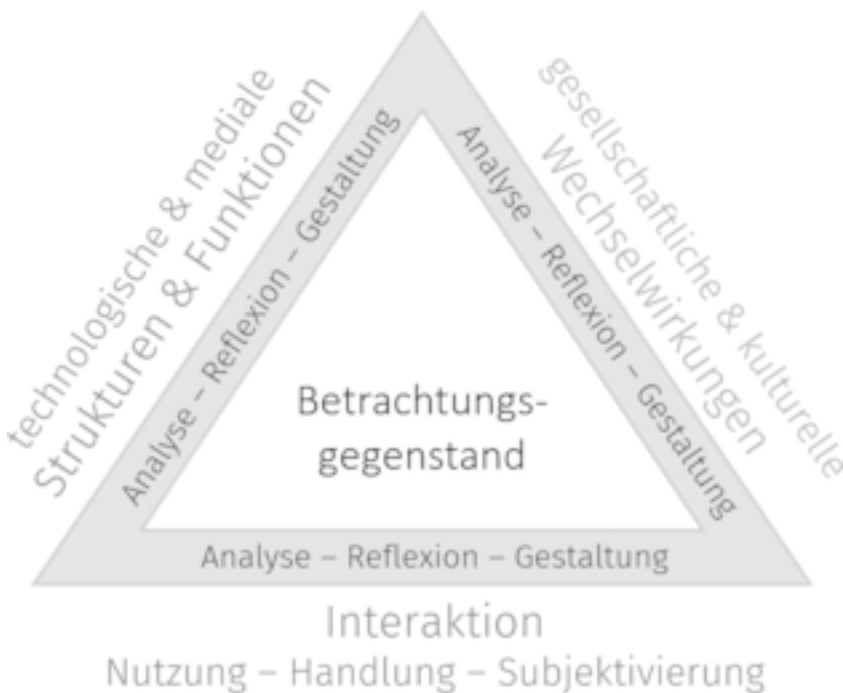 technologische & mediale
Strukturen & Funktionen
Analyse – Reflexion – Gestaltung
gesellschaftliche & kulturelle
Wechselwirkungen
Analyse – Reflexion – Gestaltung
Betrachtungs-
gegenstand
Analyse – Reflexion – Gestaltung
Interaktion
Nutzung – Handlung – Subjektivierung